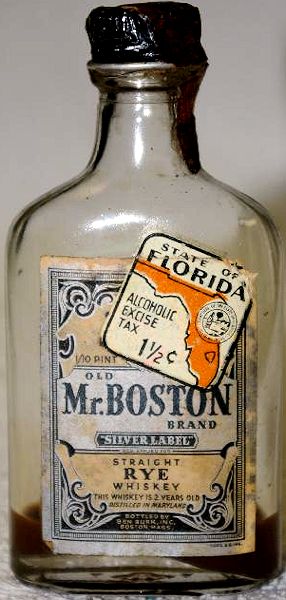 STATE OF
FLORIDA
ALCOHOLIC
EXCISE
TAX
1½¢
1/10 PINT
OLD
Mr. BOSTON
BRAND
"SILVER LABEL"
STRAIGHT
RYE
WHISKEY
THIS WHISKEY IS 2 YEARS OLD
DISTILLED IN MARYLAND
BOTTLED BY
BEN BURK, INC.
BOSTON, MASS.